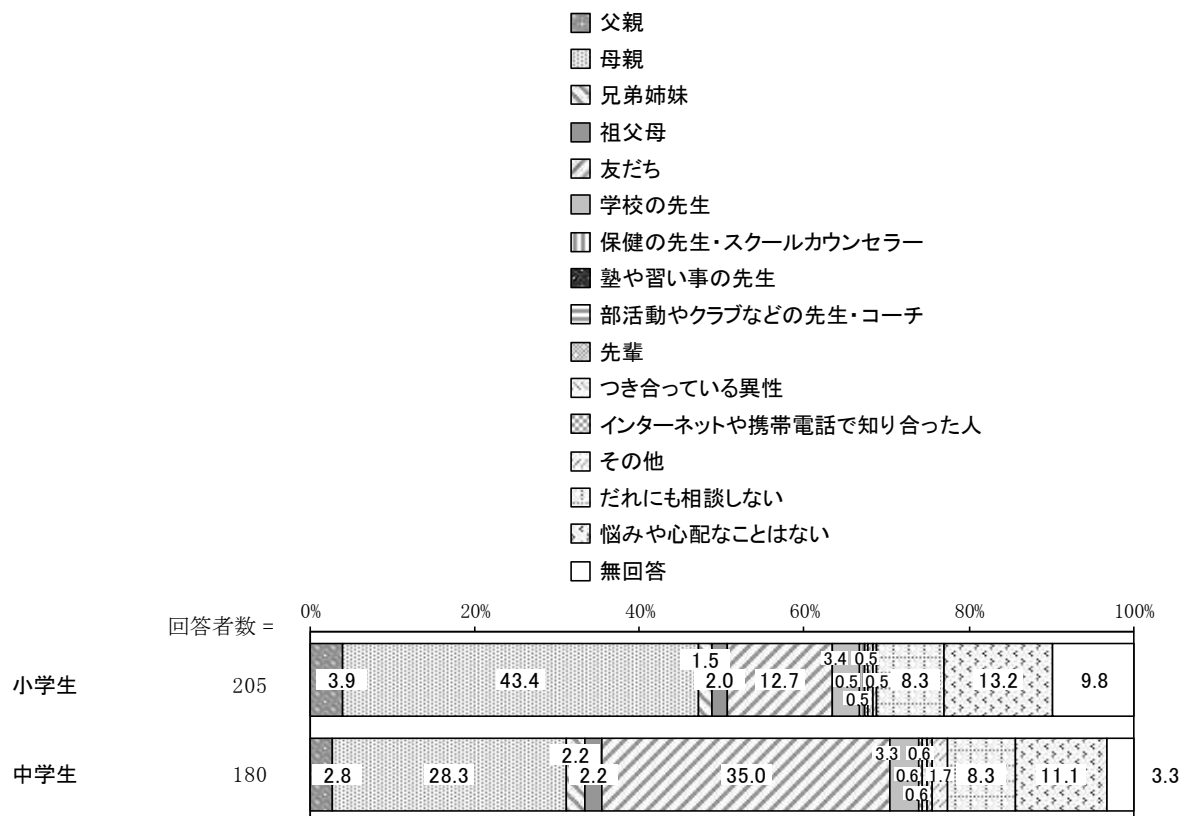 父親
母親
兄弟姉妹
祖父母
友だち
学校の先生
保健の先生・スクールカウンセラー
塾や習い事の先生
部活動やクラブなどの先生・コーチ
先輩
つき合っている異性
インターネットや携帯電話で知り合った人
その他
だれにも相談しない
悩みや心配なことはない
無回答
0% 20% 40% 60% 80% 100%
回答者数 =
小学生 205 3.9 43.4 1.5 2.0 12.7 3.4 0.5 0.5 0.5 0.5 8.3 13.2 9.8
中学生 180 2.8 28.3 2.2 2.2 35.0 3.3 0.6 0.6 0.6 1.7 8.3 11.1 3.3